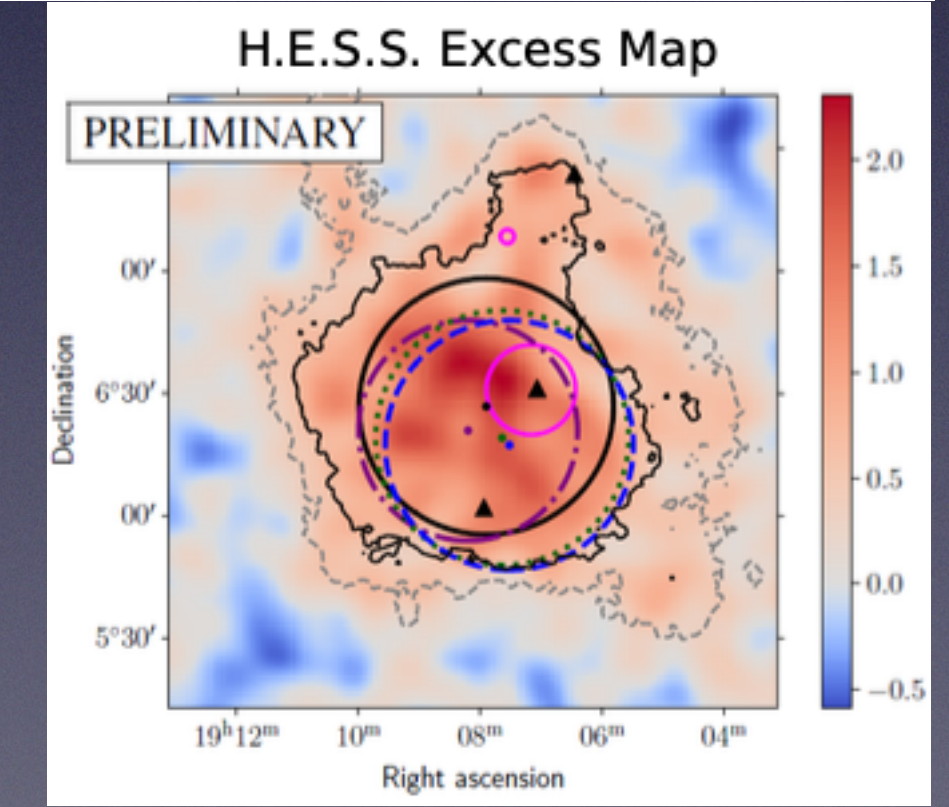 H.E.S.S. Excess Map
PRELIMINARY
2.0
1.5
1.0
0.5
0.0
−0.5
00′
6°30′
00′
5°30′
Declination
19ʰ12ᵐ
10ᵐ
08ᵐ
06ᵐ
04ᵐ
Right ascension